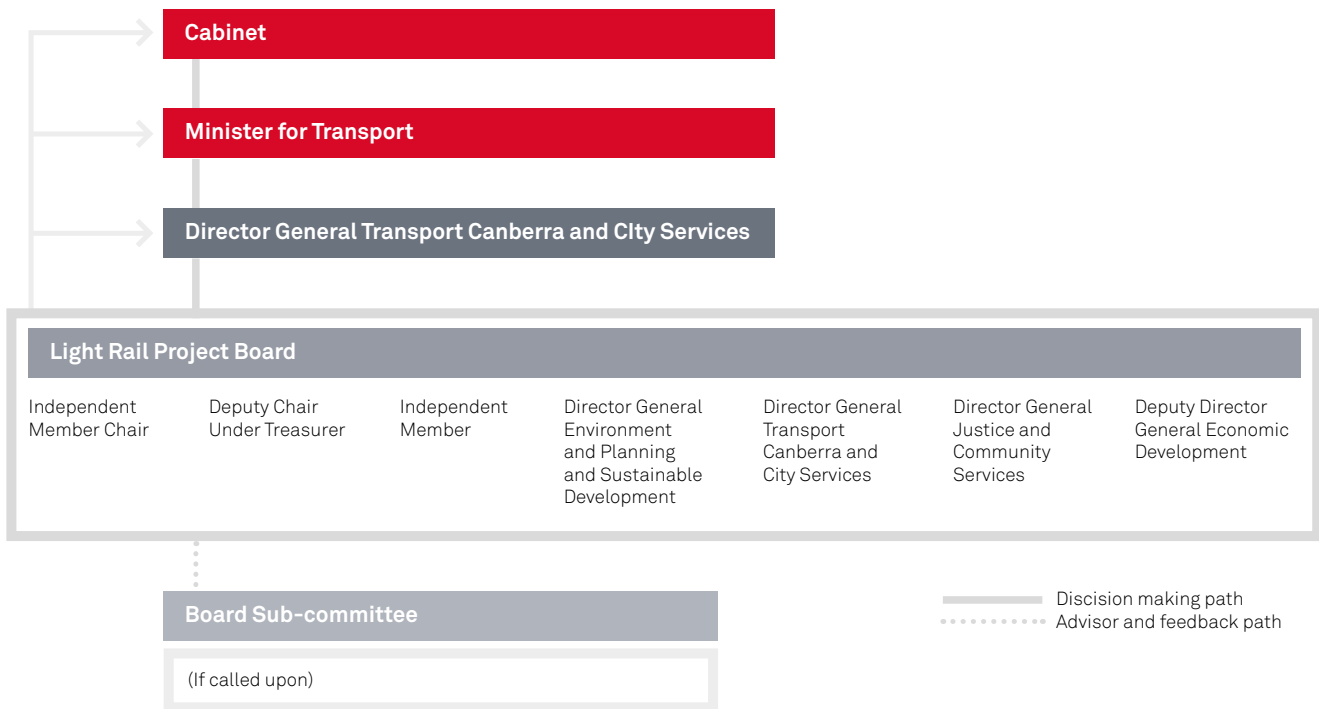 Cabinet
Minister for Transport
Director General Transport Canberra and CIty Services
Light Rail Project Board
Independent
Member Chair
Deputy Chair
Under Treasurer
Independent
Member
Director General
Environment
and Planning
and Sustainable
Development
Director General
Transport
Canberra and
City Services
Director General
Justice and
Community
Services
Deputy Director
General Economic
Development
Board Sub-committee
(If called upon)
Discision making path
Advisor and feedback path